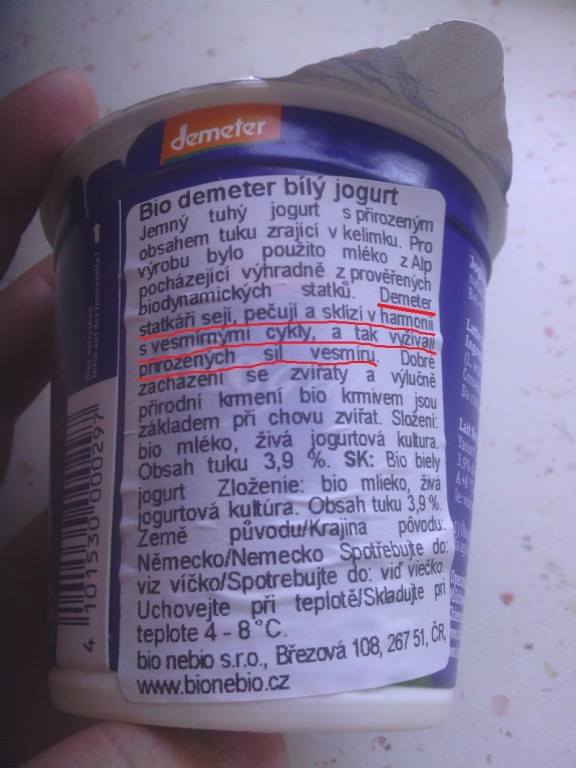 demeter
Bio demeter bílý jogurt
Jemný tuhý jogurt s přirozeným
obsahem tuku zrající v kelímku. Pro
výrobu bylo použito mléko z Alp
pocházející výhradně z prověřených
biodynamických statků. Demeter
statkáři sejí, pečují a sklízí v harmonii
s vesmírnými cykly, a tak vyžívají
přirozených sil vesmíru. Dobré
zacházení se zvířaty a výlučně
přírodní krmení bio krmivem jsou
základem při chovu zvířat. Složení:
bio mléko, živá jogurtová kultura.
Obsah tuku 3,9 %. SK: Bio biely
jogurt Zloženie: bio mlieko, živá
jogurtová kultúra. Obsah tuku 3,9 %.
Země původu/Krajina pôvodu:
Německo/Nemecko Spotřebujte do:
viz víčko/Spotrebujte do: viď viečko.
Uchovejte při teplotě/Skladujte pri
teplote 4 - 8 °C.
bio nebio s.r.o., Březová 108, 267 51, ČR,
www.bionebio.cz
4 101530 000297